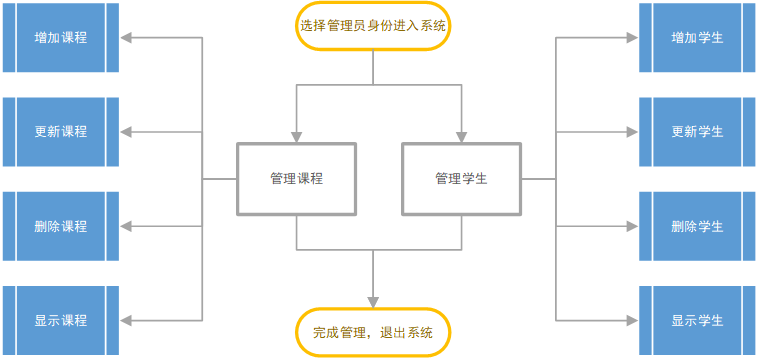 选择管理员身份进入系统
增加课程
增加学生
更新课程
更新学生
管理课程
管理学生
删除课程
删除学生
显示课程
显示学生
完成管理，退出系统